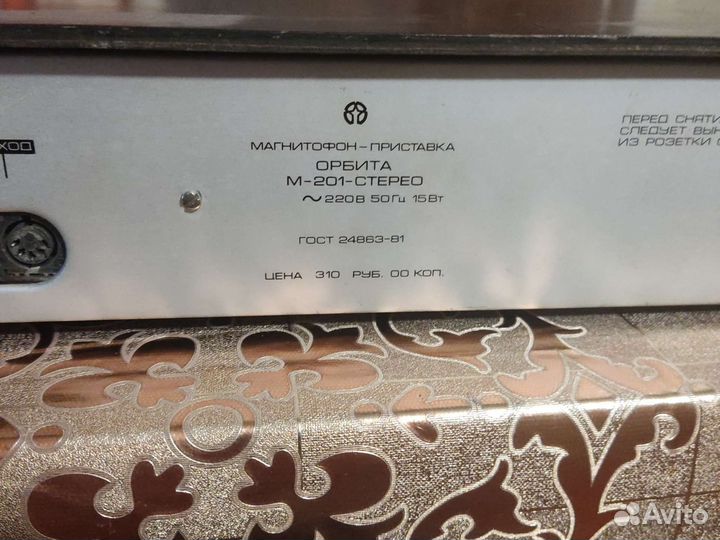 МАГНИТОФОН-ПРИСТАВКА
ОРБИТА
М-201-СТЕРЕО
~220В 50Гц 15Вт
ГОСТ 24863-81
ЦЕНА 310 РУБ. 00 КОП.
ХОД
ПЕРЕД СНЯТИ
СЛЕДУЕТ ВЫН
ИЗ РОЗЕТКИ
Avito